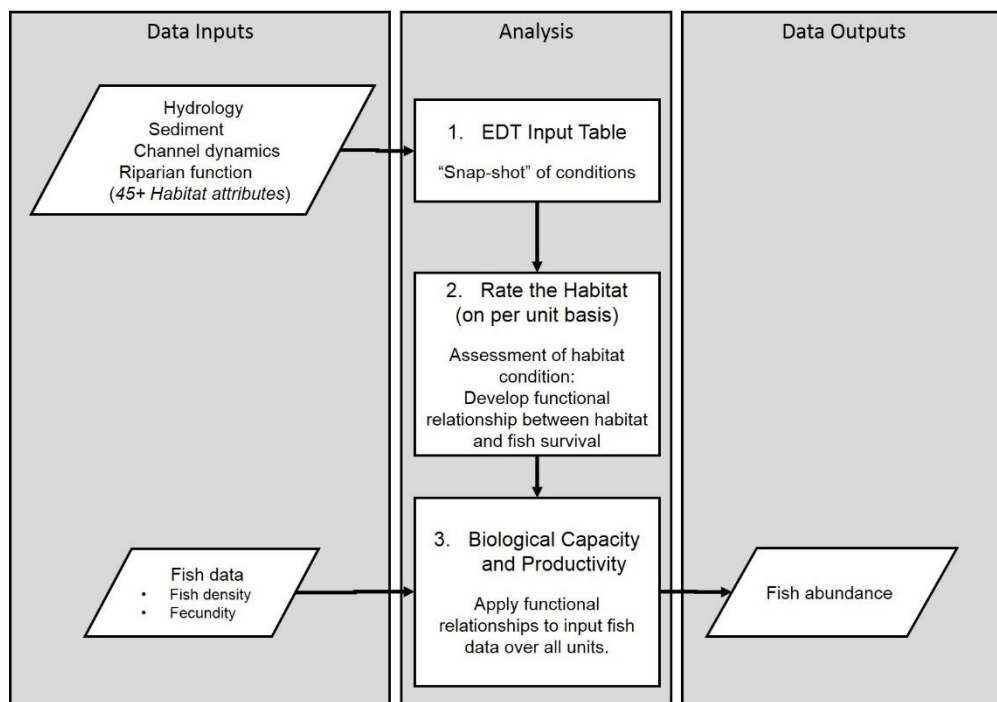 Data Inputs
Analysis
Data Outputs
Hydrology
Sediment
Channel dynamics
Riparian function
(45+ Habitat attributes)
1. EDT Input Table
“Snap-shot” of conditions
2. Rate the Habitat
(on per unit basis)
Assessment of habitat
condition:
Develop functional
relationship between habitat
and fish survival
Fish data
• Fish density
• Fecundity
3. Biological Capacity
and Productivity
Apply functional
relationships to input fish
data over all units.
Fish abundance